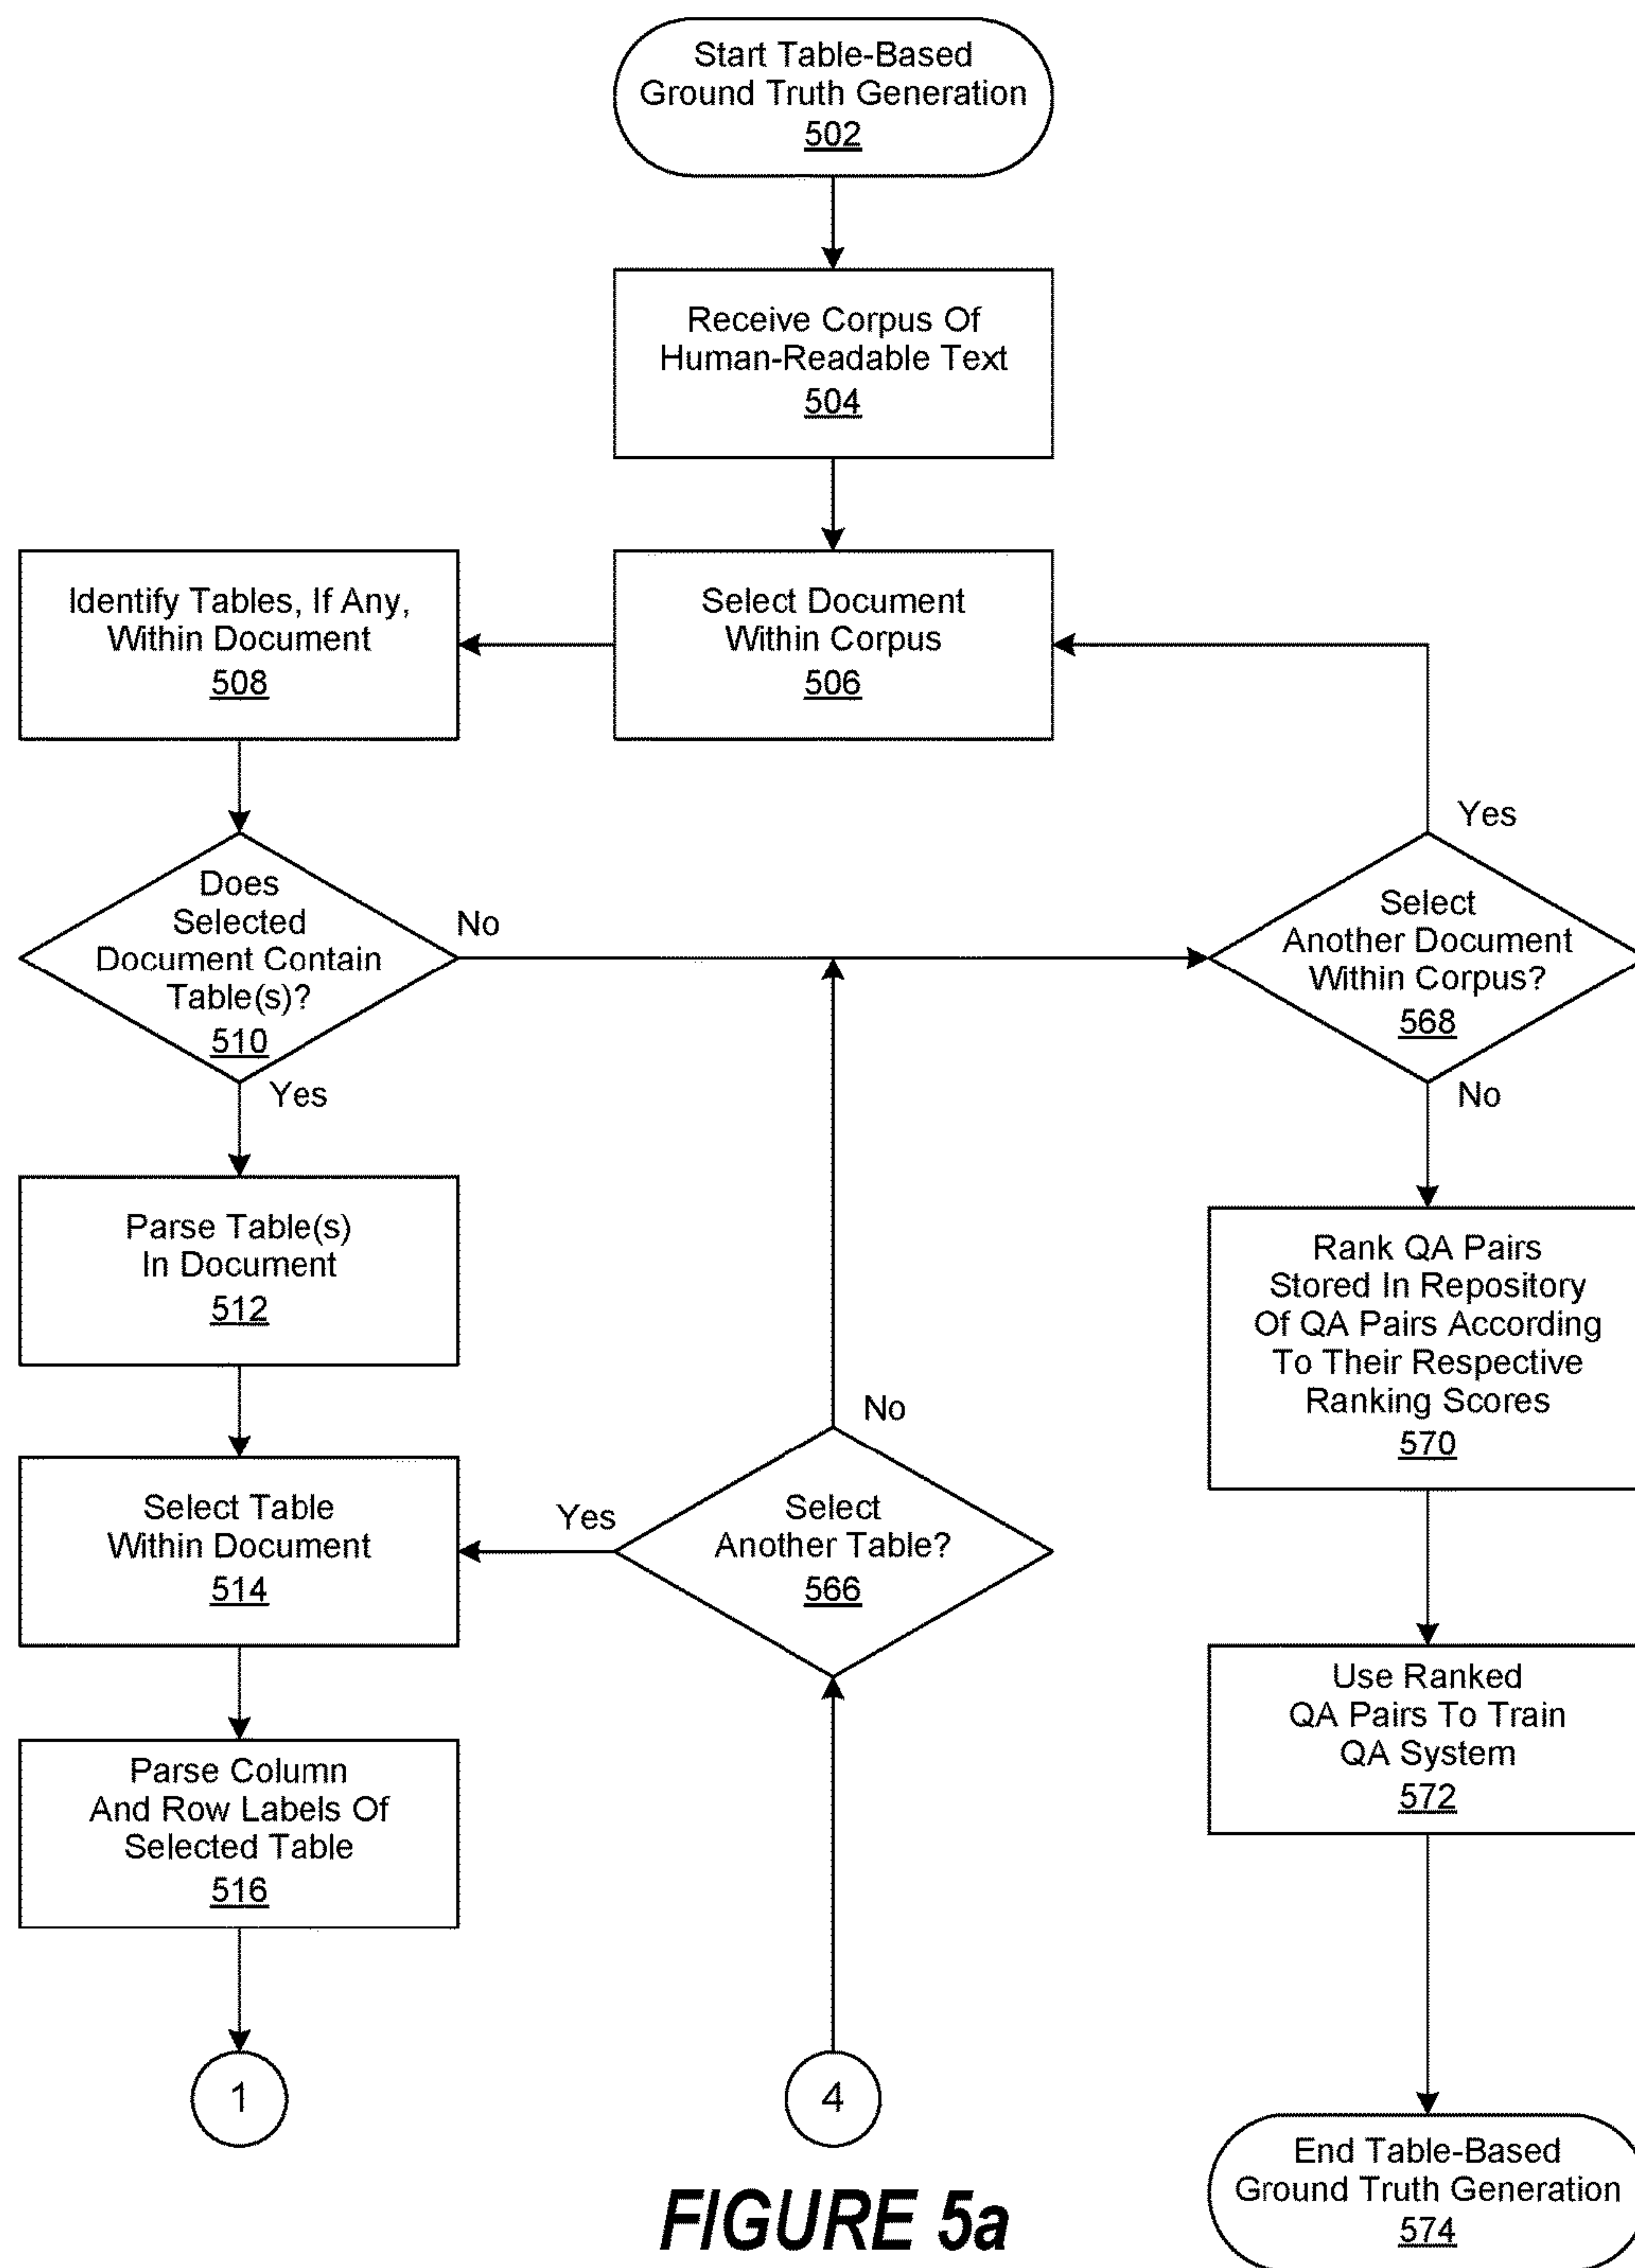 Start Table-Based
Ground Truth Generation
502
Receive Corpus Of
Human-Readable Text
504
Select Document
Within Corpus
506
Identify Tables, If Any,
Within Document
508
Does
Selected
Document Contain
Table(s)?
510
No
Yes
Parse Table(s)
In Document
512
Select Table
Within Document
514
Parse Column
And Row Labels Of
Selected Table
516
1
4
Select
Another Table?
566
Yes
No
Select
Another Document
Within Corpus?
568
Yes
No
Rank QA Pairs
Stored In Repository
Of QA Pairs According
To Their Respective
Ranking Scores
570
Use Ranked
QA Pairs To Train
QA System
572
End Table-Based
Ground Truth Generation
574
FIGURE 5a